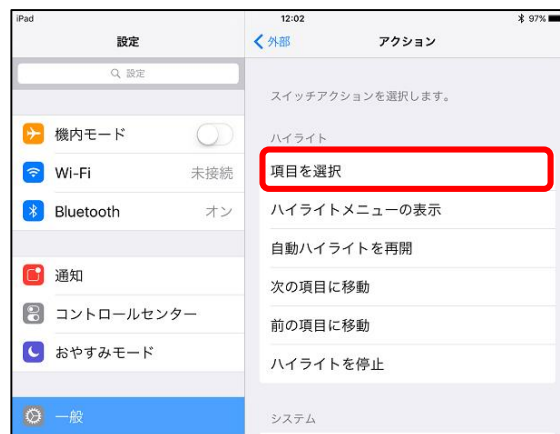 iPad
12:02
97%
設定
設定
機内モード
Wi-Fi 未接続
Bluetooth オン
通知
コントロールセンター
おやすみモード
一般
外部 アクション
スイッチアクションを選択します。
ハイライト
項目を選択
ハイライトメニューの表示
自動ハイライトを再開
次の項目に移動
前の項目に移動
ハイライトを停止
システム